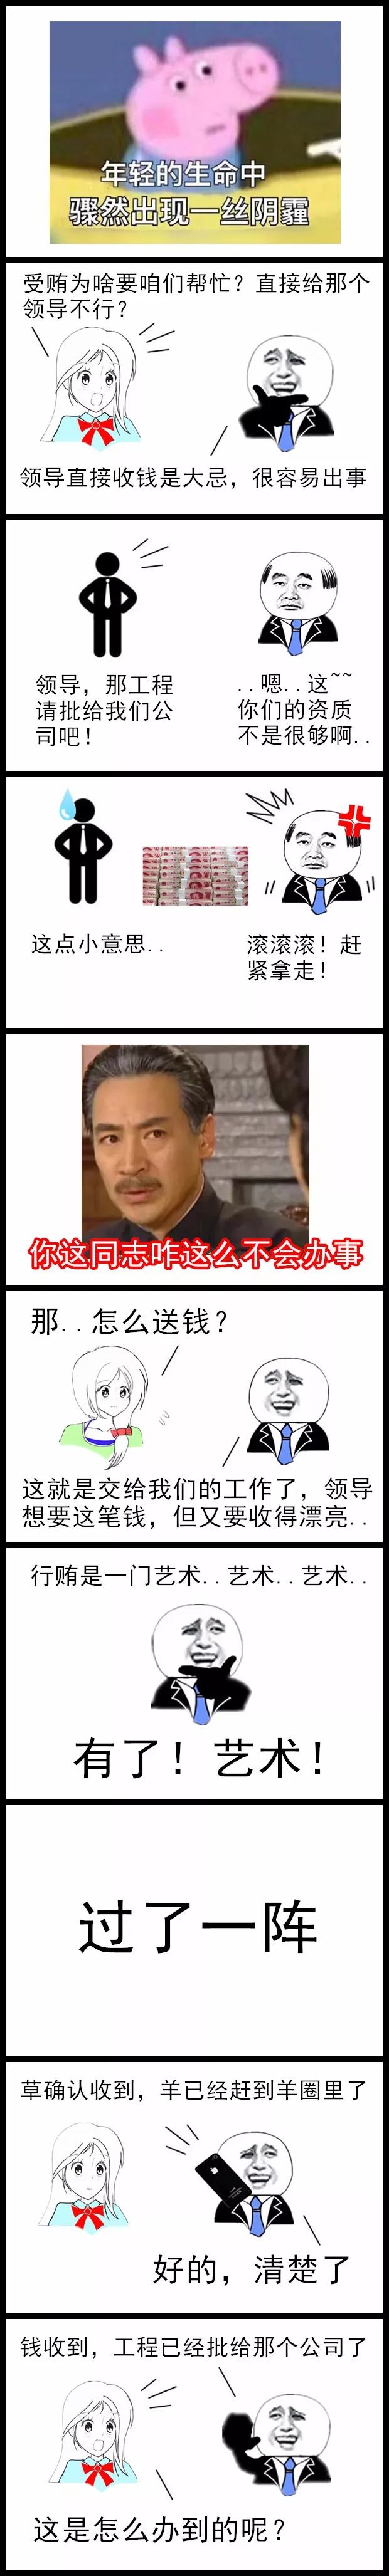 年轻的生命中
骤然出现一丝阴霾
受贿为啥要咱们帮忙？直接给那个
领导不行？
领导直接收钱是大忌，很容易出事
领导，那工程
请批给我们公
司吧！
..嗯..这~~
你们的资质
不是很够啊..
这点小意思..
滚滚滚！赶
紧拿走！
你这同志咋这么不会办事
那..怎么送钱？
这就是交给我们的工作了，领导
想要这笔钱，但又要收得漂亮..
行贿是一门艺术..艺术..艺术..
有了！艺术！
过了一阵
草确认收到，羊已经赶到羊圈里了
好的，清楚了
钱收到，工程已经批给那个公司了
这是怎么办到的呢？